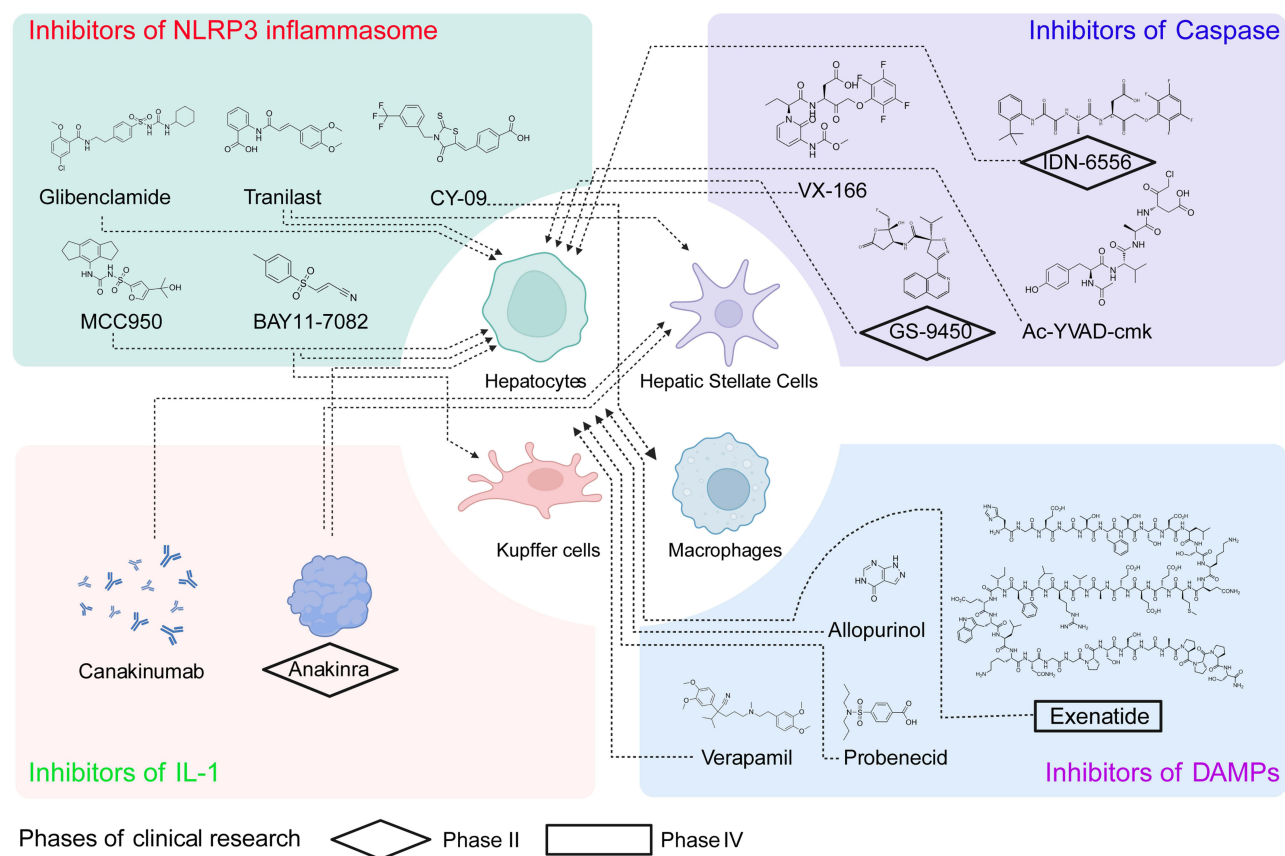 Inhibitors of NLRP3 inflammasome
Inhibitors of Caspase
Glibenclamide
Tranilast
CY-09
VX-166
IDN-6556
MCC950
BAY11-7082
GS-9450
Ac-YVAD-cmk
Hepatocytes
Hepatic Stellate Cells
Kupffer cells
Macrophages
Canakinumab
Anakinra
Allopurinol
Exenatide
Verapamil
Probenecid
Inhibitors of IL-1
Inhibitors of DAMPs
Phases of clinical research
Phase II
Phase IV